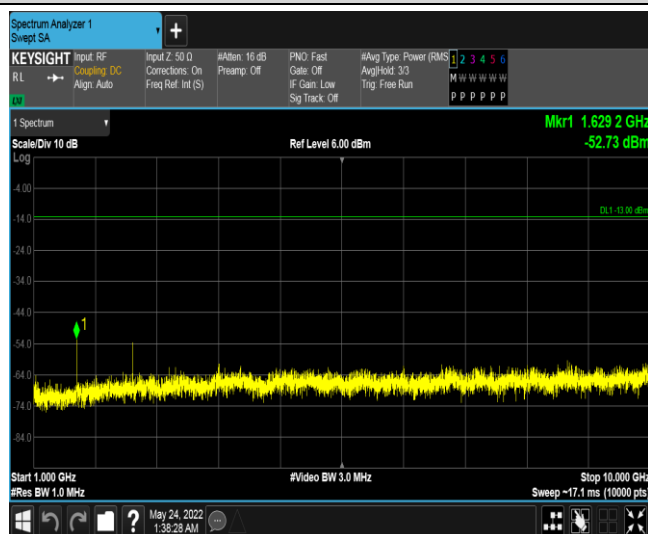 Spectrum Analyzer 1
Swept SA
KEYSIGHT
RL
LXI
Input: RF
Coupling: DC
Align: Auto
Input Z: 50 Ω
Corrections: On
Freq Ref: Int (S)
#Atten: 16 dB
Preamp: Off
PNO: Fast
Gate: Off
IF Gain: Low
Sig Track: Off
#Avg Type: Power (RMS
Avg|Hold: 3/3
Trig: Free Run
1 2 3 4 5 6
M W W W W W
P P P P P P
1 Spectrum
Scale/Div 10 dB
Ref Level 6.00 dBm
Mkr1 1.629 2 GHz
-52.73 dBm
Log
-4.00
DL1 -13.00 dBm
-14.0
-24.0
-34.0
-44.0
1
-54.0
-64.0
-74.0
-84.0
Start 1.000 GHz
#Video BW 3.0 MHz
Stop 10.000 GHz
#Res BW 1.0 MHz
Sweep ~17.1 ms (10000 pts)
?
May 24, 2022
1:38:28 AM